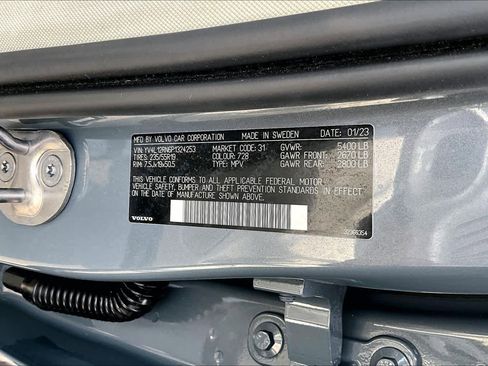 MFD BY VOLVO CAR CORPORATION MADE IN SWEDEN DATE: 01/23
VIN: YV4L12RN6P1324253 MARKET CODE: 31 GVWR: 5400 LB
TIRES: 235/55R19 COLOUR: 728 GAWR FRONT: 2670 LB
RIM: 7.5Jx19x50.5 TYPE: MPV GAWR REAR: 2800 LB
THIS VEHICLE CONFORMS TO ALL APPLICABLE FEDERAL MOTOR
VEHICLE SAFETY, BUMPER, AND THEFT PREVENTION STANDARDS
IN EFFECT ON THE DATE OF MANUFACTURE SHOWN ABOVE.
VOLVO